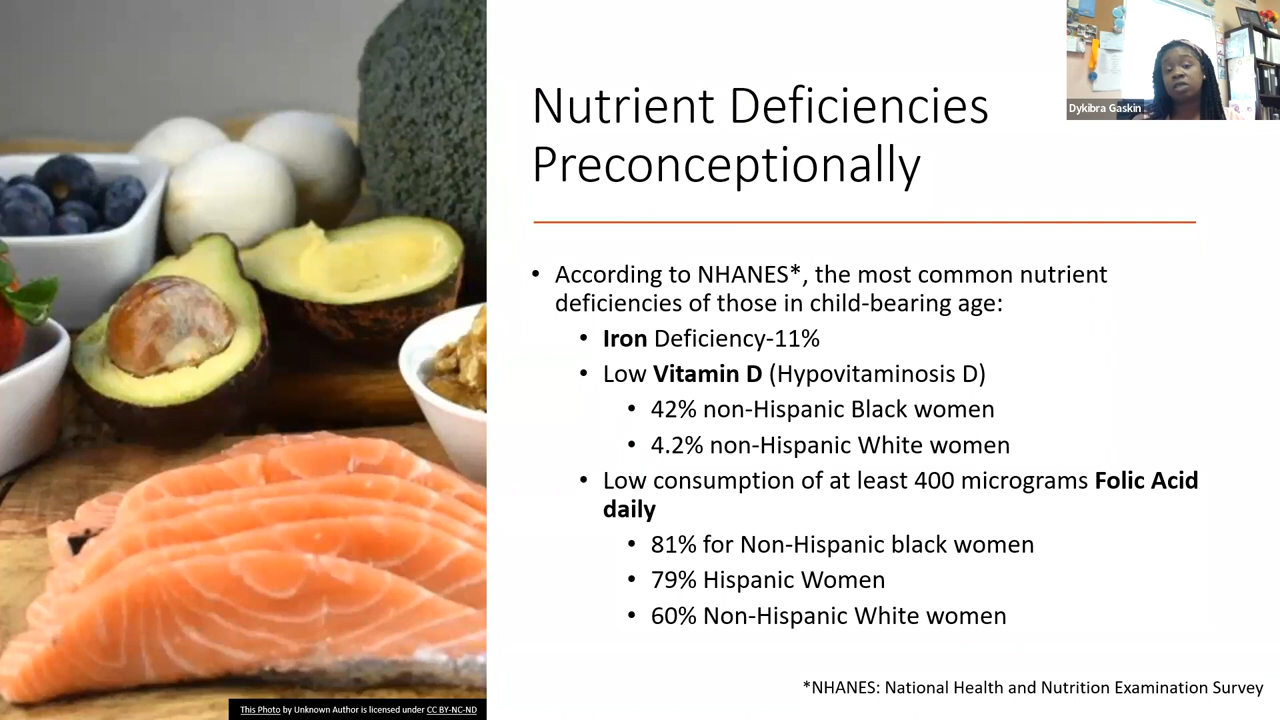 Dykibra Gaskin
Nutrient Deficiencies
Preconceptionally
• According to NHANES*, the most common nutrient
deficiencies of those in child-bearing age:
• Iron Deficiency-11%
• Low Vitamin D (Hypovitaminosis D)
• 42% non-Hispanic Black women
• 4.2% non-Hispanic White women
• Low consumption of at least 400 micrograms Folic Acid
daily
• 81% for Non-Hispanic black women
• 79% Hispanic Women
• 60% Non-Hispanic White women
*NHANES: National Health and Nutrition Examination Survey
This Photo by Unknown Author is licensed under CC BY-NC-ND